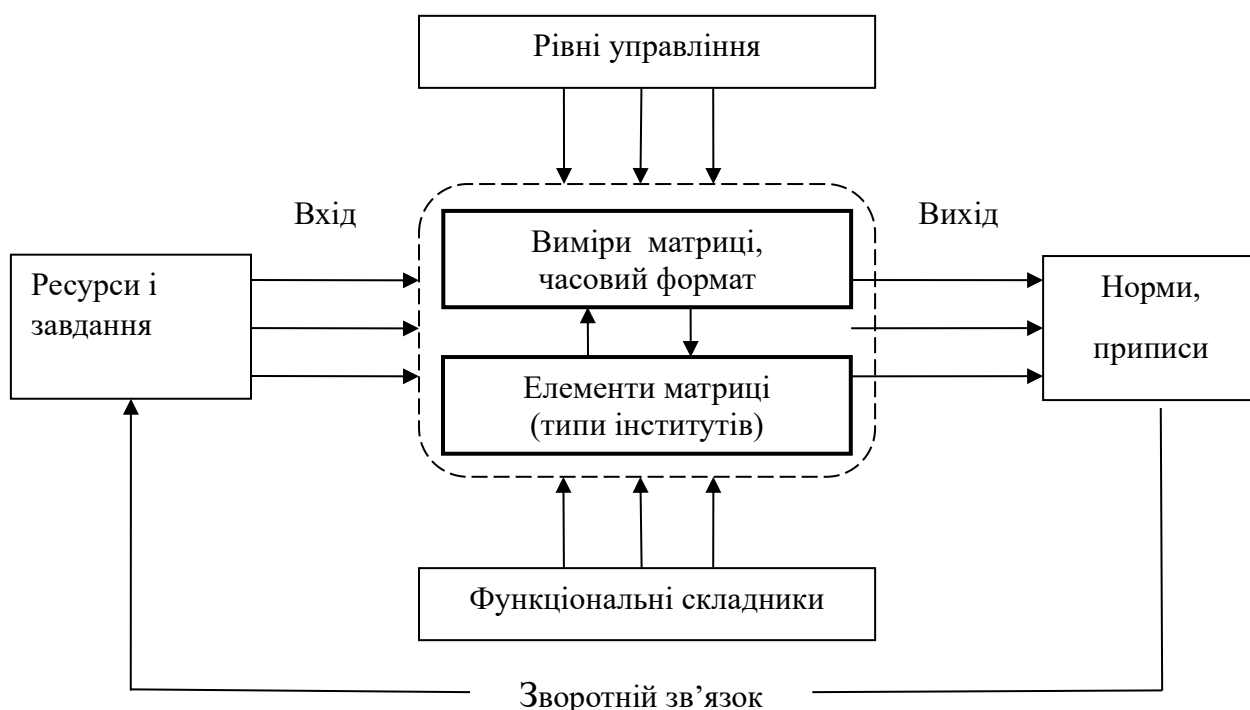 Рівні управління
Вхід
Вихід
Виміри матриці,
часовий формат
Ресурси і
завдання
Норми,
приписи
Елементи матриці
(типи інститутів)
Функціональні складники
Зворотній зв’язок